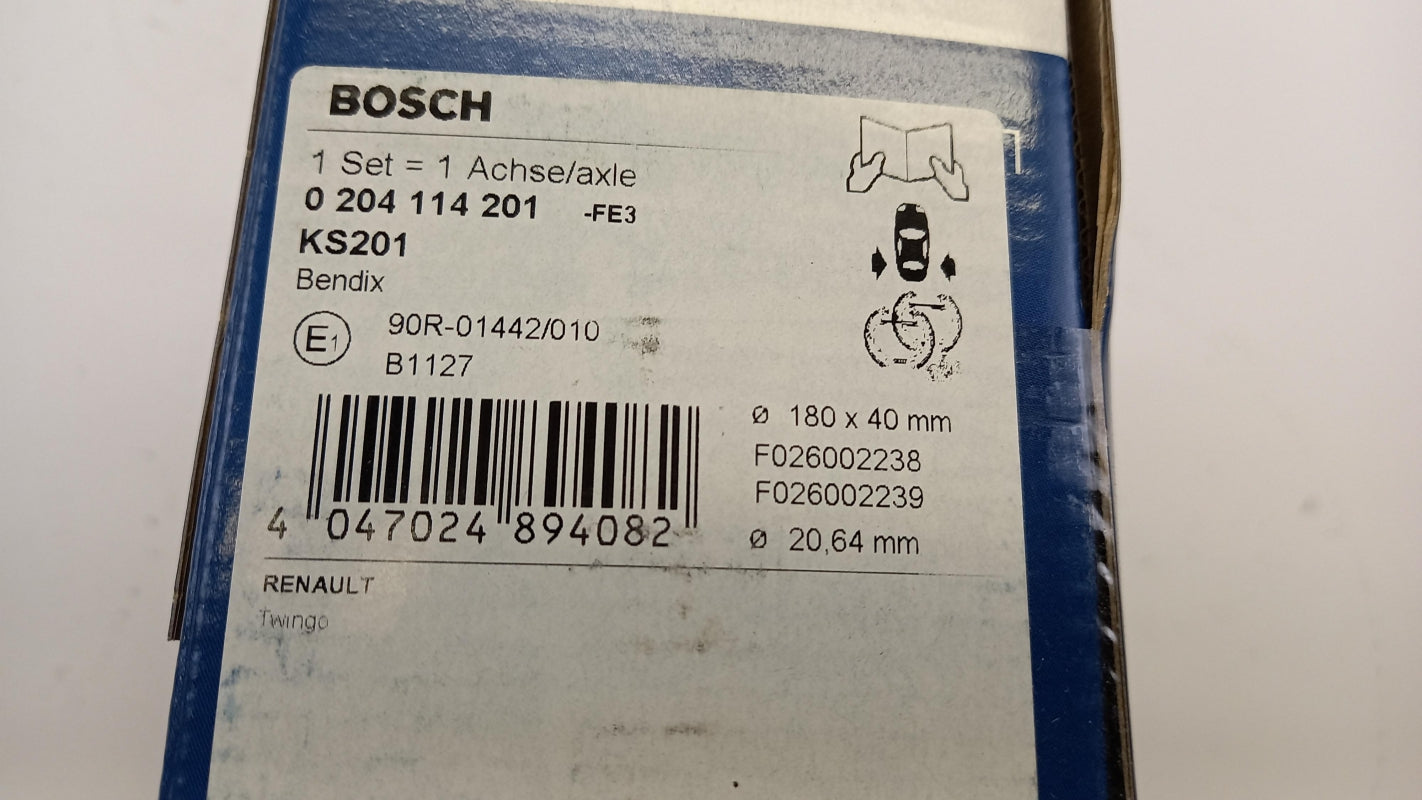 BOSCH
1 Set = 1 Achse/axle
0 204 114 201 -FE3
KS201
Bendix
E1 90R-01442/010
B1127
4 047024 894082
Ø 180 x 40 mm
F026002238
F026002239
Ø 20,64 mm
RENAULT
Twingo